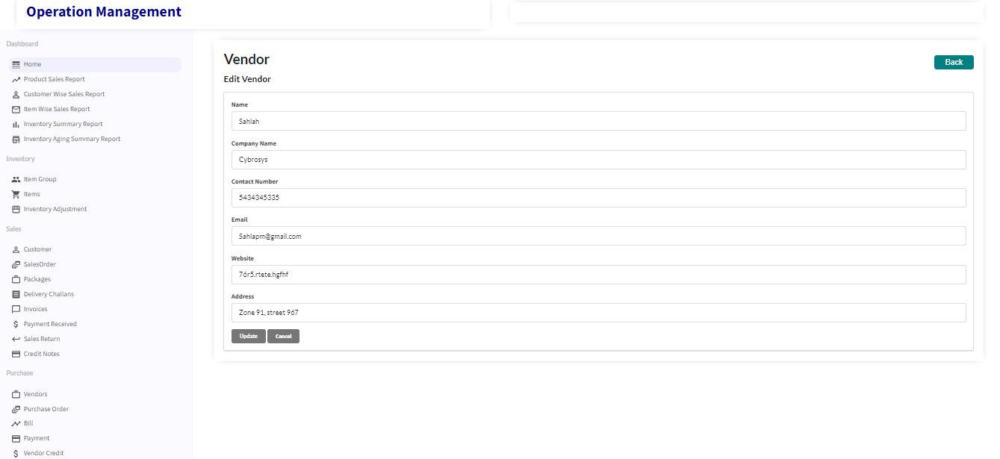 Operation Management
Dashboard
Home
Product Sales Report
Customer Wise Sales Report
Item Wise Sales Report
Inventory Summary Report
Inventory Aging Summary Report
Inventory
Item Group
Items
Inventory Adjustment
Sales
Customer
SalesOrder
Packages
Delivery Challans
Invoices
Payment Received
Sales Return
Credit Notes
Purchase
Vendors
Purchase Order
Bill
Payment
Vendor Credit
Vendor
Back
Edit Vendor
Name
Sahlah
Company Name
Cybrosys
Contact Number
5434345335
Email
Sahlapm@gmail.com
Website
76r5.rtete.hgfhf
Address
Zone 91, street 967
Update Cancel